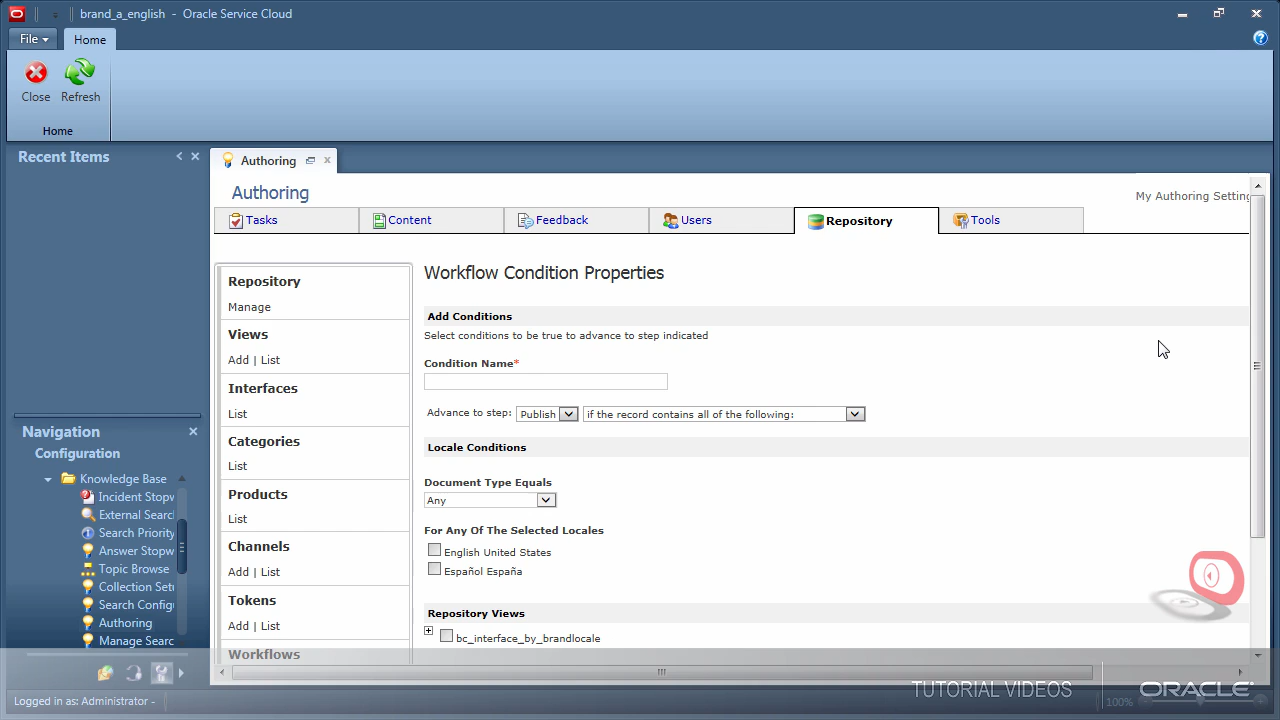 brand_a_english - Oracle Service Cloud
File
Home
Close
Refresh
Home
Recent Items
Navigation
Configuration
Knowledge Base
Incident Stopw
External Searc
Search Priority
Answer Stopw
Topic Browse
Collection Setu
Search Configu
Authoring
Manage Searc
Authoring
Authoring
My Authoring Setting
Tasks
Content
Feedback
Users
Repository
Tools
Repository
Manage
Views
Add | List
Interfaces
List
Categories
List
Products
List
Channels
Add | List
Tokens
Add | List
Workflows
Workflow Condition Properties
Add Conditions
Select conditions to be true to advance to step indicated
Condition Name*
Advance to step: Publish if the record contains all of the following:
Locale Conditions
Document Type Equals
Any
For Any Of The Selected Locales
English United States
Español España
Repository Views
bc_interface_by_brandlocale
Logged in as: Administrator -
TUTORIAL VIDEOS
ORACLE
100%